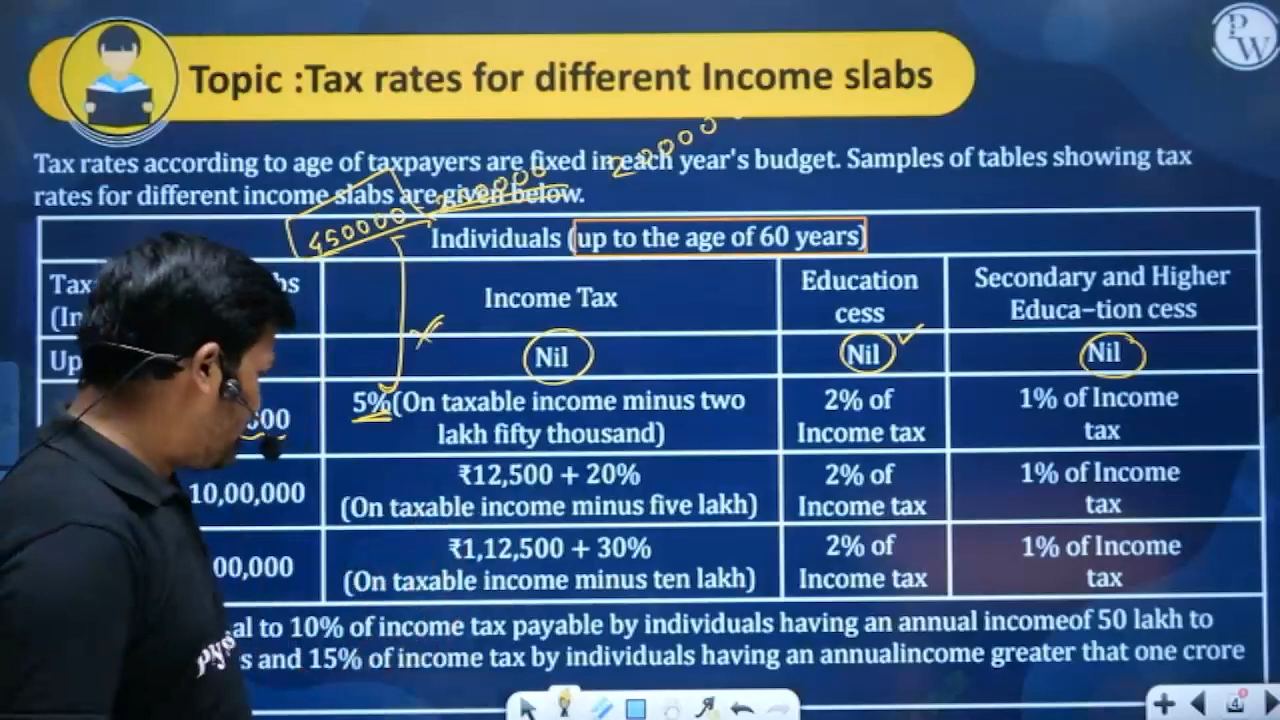 P
W
Topic :Tax rates for different Income slabs
Tax rates according to age of taxpayers are fixed in each year's budget. Samples of tables showing tax
rates for different income slabs are given below.
450000
Individuals (up to the age of 60 years)
Income Tax
Education
cess
Secondary and Higher
Educa-tion cess
Up
Nil
Nil
Nil
5%(On taxable income minus two
lakh fifty thousand)
2% of
Income tax
1% of Income
tax
10,00,000
₹12,500 + 20%
(On taxable income minus five lakh)
2% of
Income tax
1% of Income
tax
00,000
₹1,12,500 + 30%
(On taxable income minus ten lakh)
2% of
Income tax
1% of Income
tax
al to 10% of income tax payable by individuals having an annual incomeof 50 lakh to
s and 15% of income tax by individuals having an annualincome greater that one crore
4